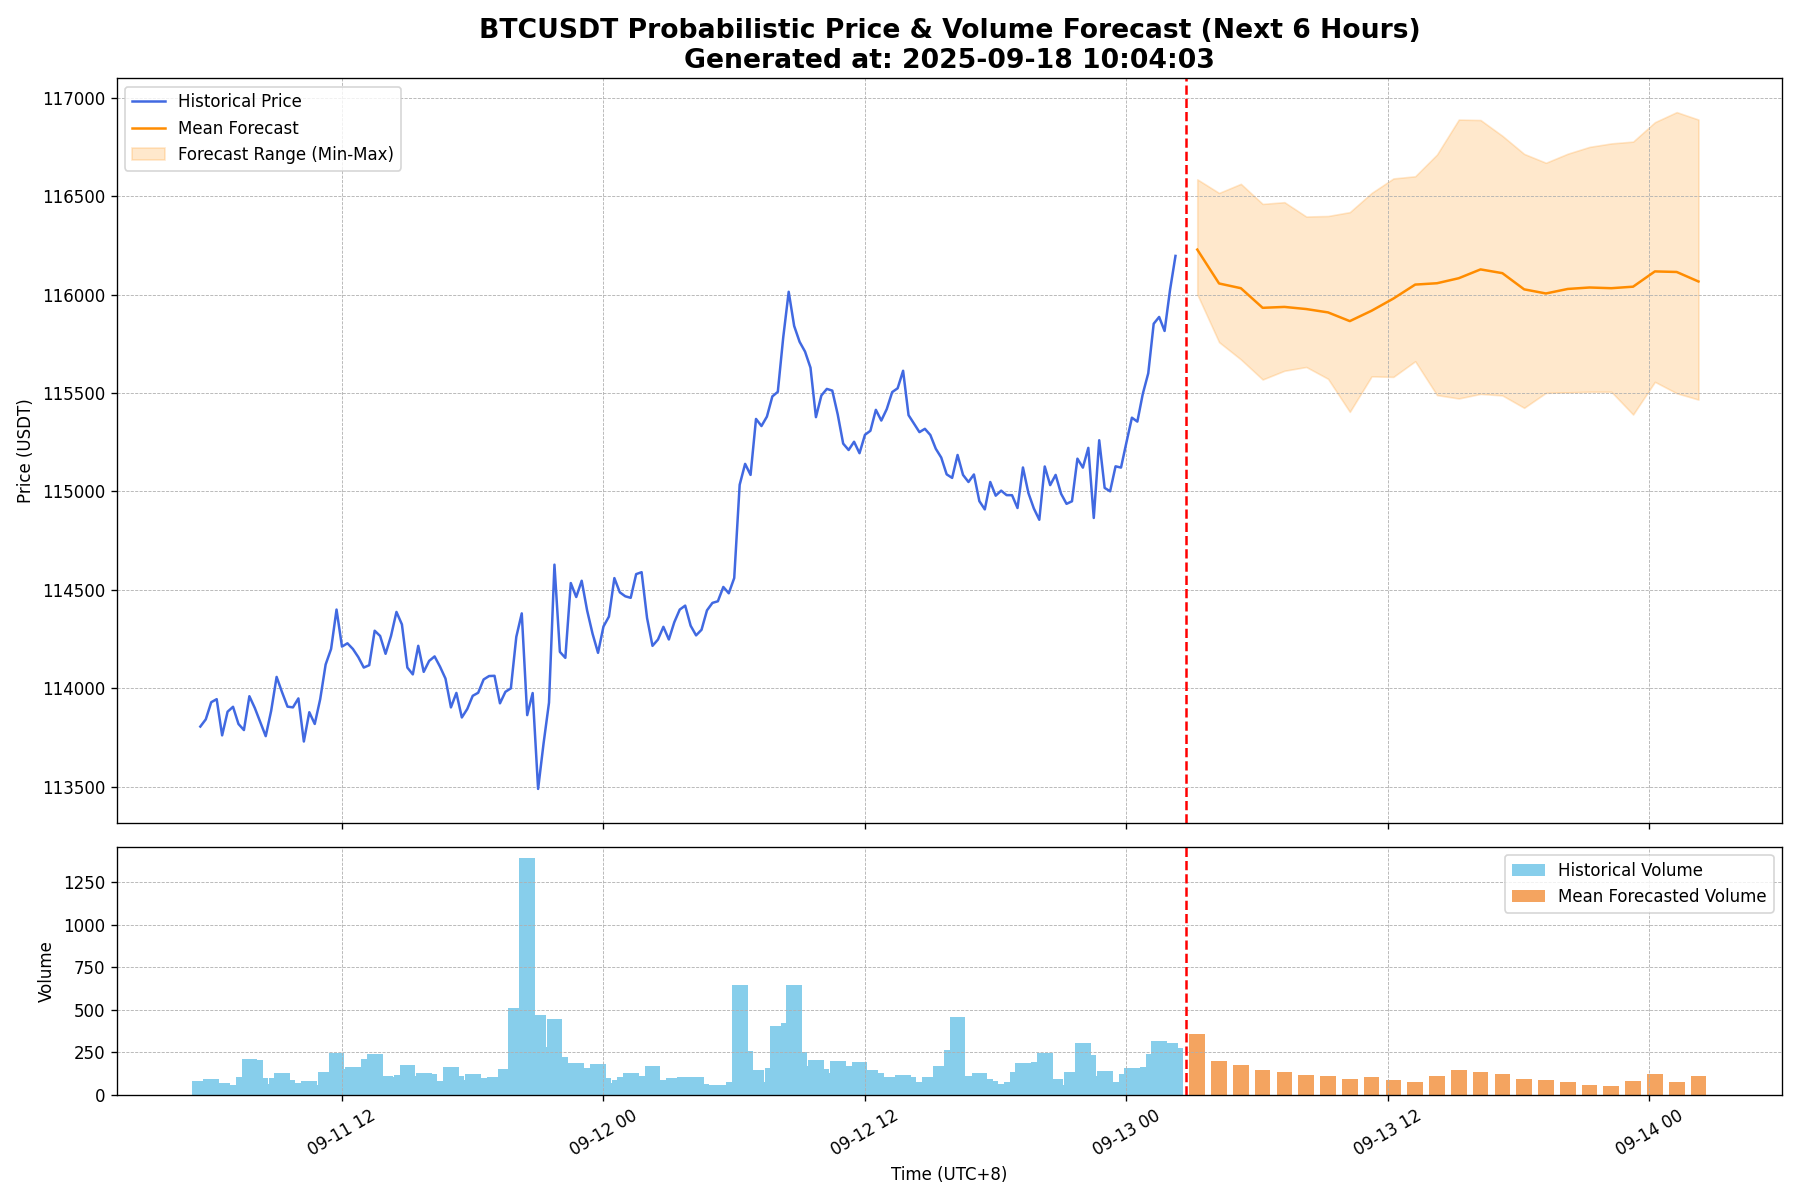 BTCUSDT Probabilistic Price & Volume Forecast (Next 6 Hours)
Generated at: 2025-09-18 10:04:03
Historical Price
Mean Forecast
Forecast Range (Min-Max)
117000
116500
116000
115500
115000
114500
114000
113500
Price (USDT)
Historical Volume
Mean Forecasted Volume
1250
1000
750
500
250
0
Volume
09-11 12
09-12 00
09-12 12
09-13 00
09-13 12
09-14 00
Time (UTC+8)